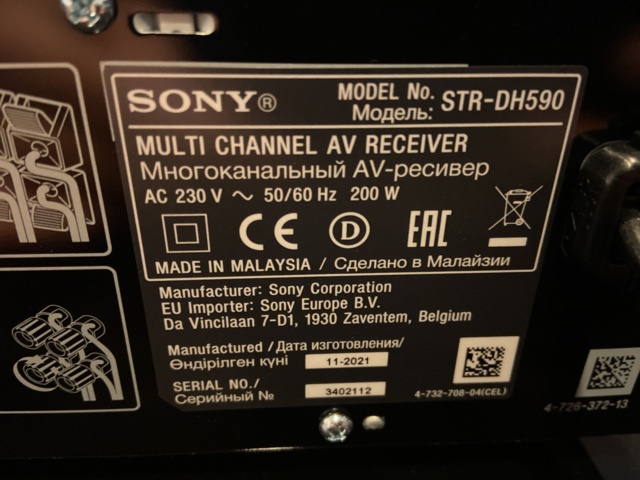 SONY®
MODEL No.
Модель: STR-DH590
MULTI CHANNEL AV RECEIVER
Многоканальный AV-ресивер
AC 230 V ~ 50/60 Hz 200 W
CE D EAC
MADE IN MALAYSIA / Сделано в Малайзии
Manufacturer: Sony Corporation
EU Importer: Sony Europe B.V.
Da Vincilaan 7-D1, 1930 Zaventem, Belgium
Manufactured /Дата изготовления/
Өндірілген күні 11-2021
SERIAL NO./
Серийный № 3402112
4-732-708-04(CEL)
4-726-372-13